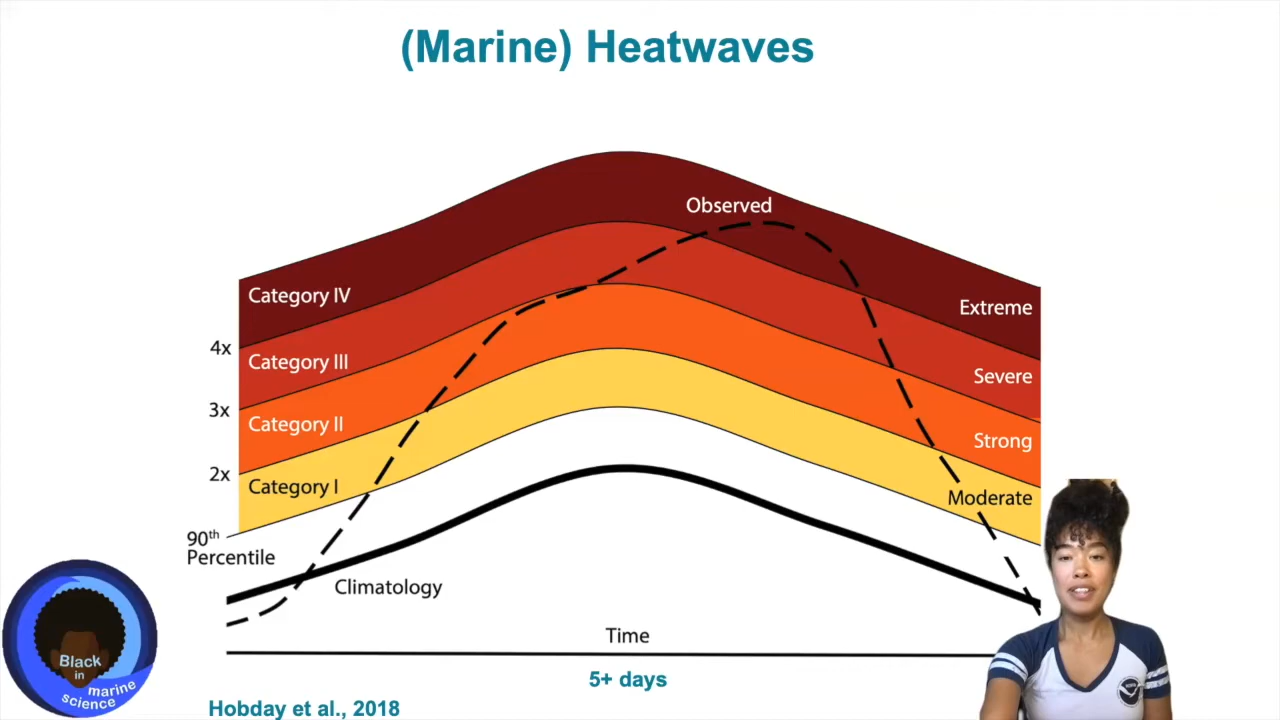 (Marine) Heatwaves
Observed
Category IV
Extreme
4x
Category III
Severe
3x
Category II
Strong
2x
Category I
Moderate
90th
Percentile
Climatology
Time
5+ days
Hobday et al., 2018
Black
in
marine
science